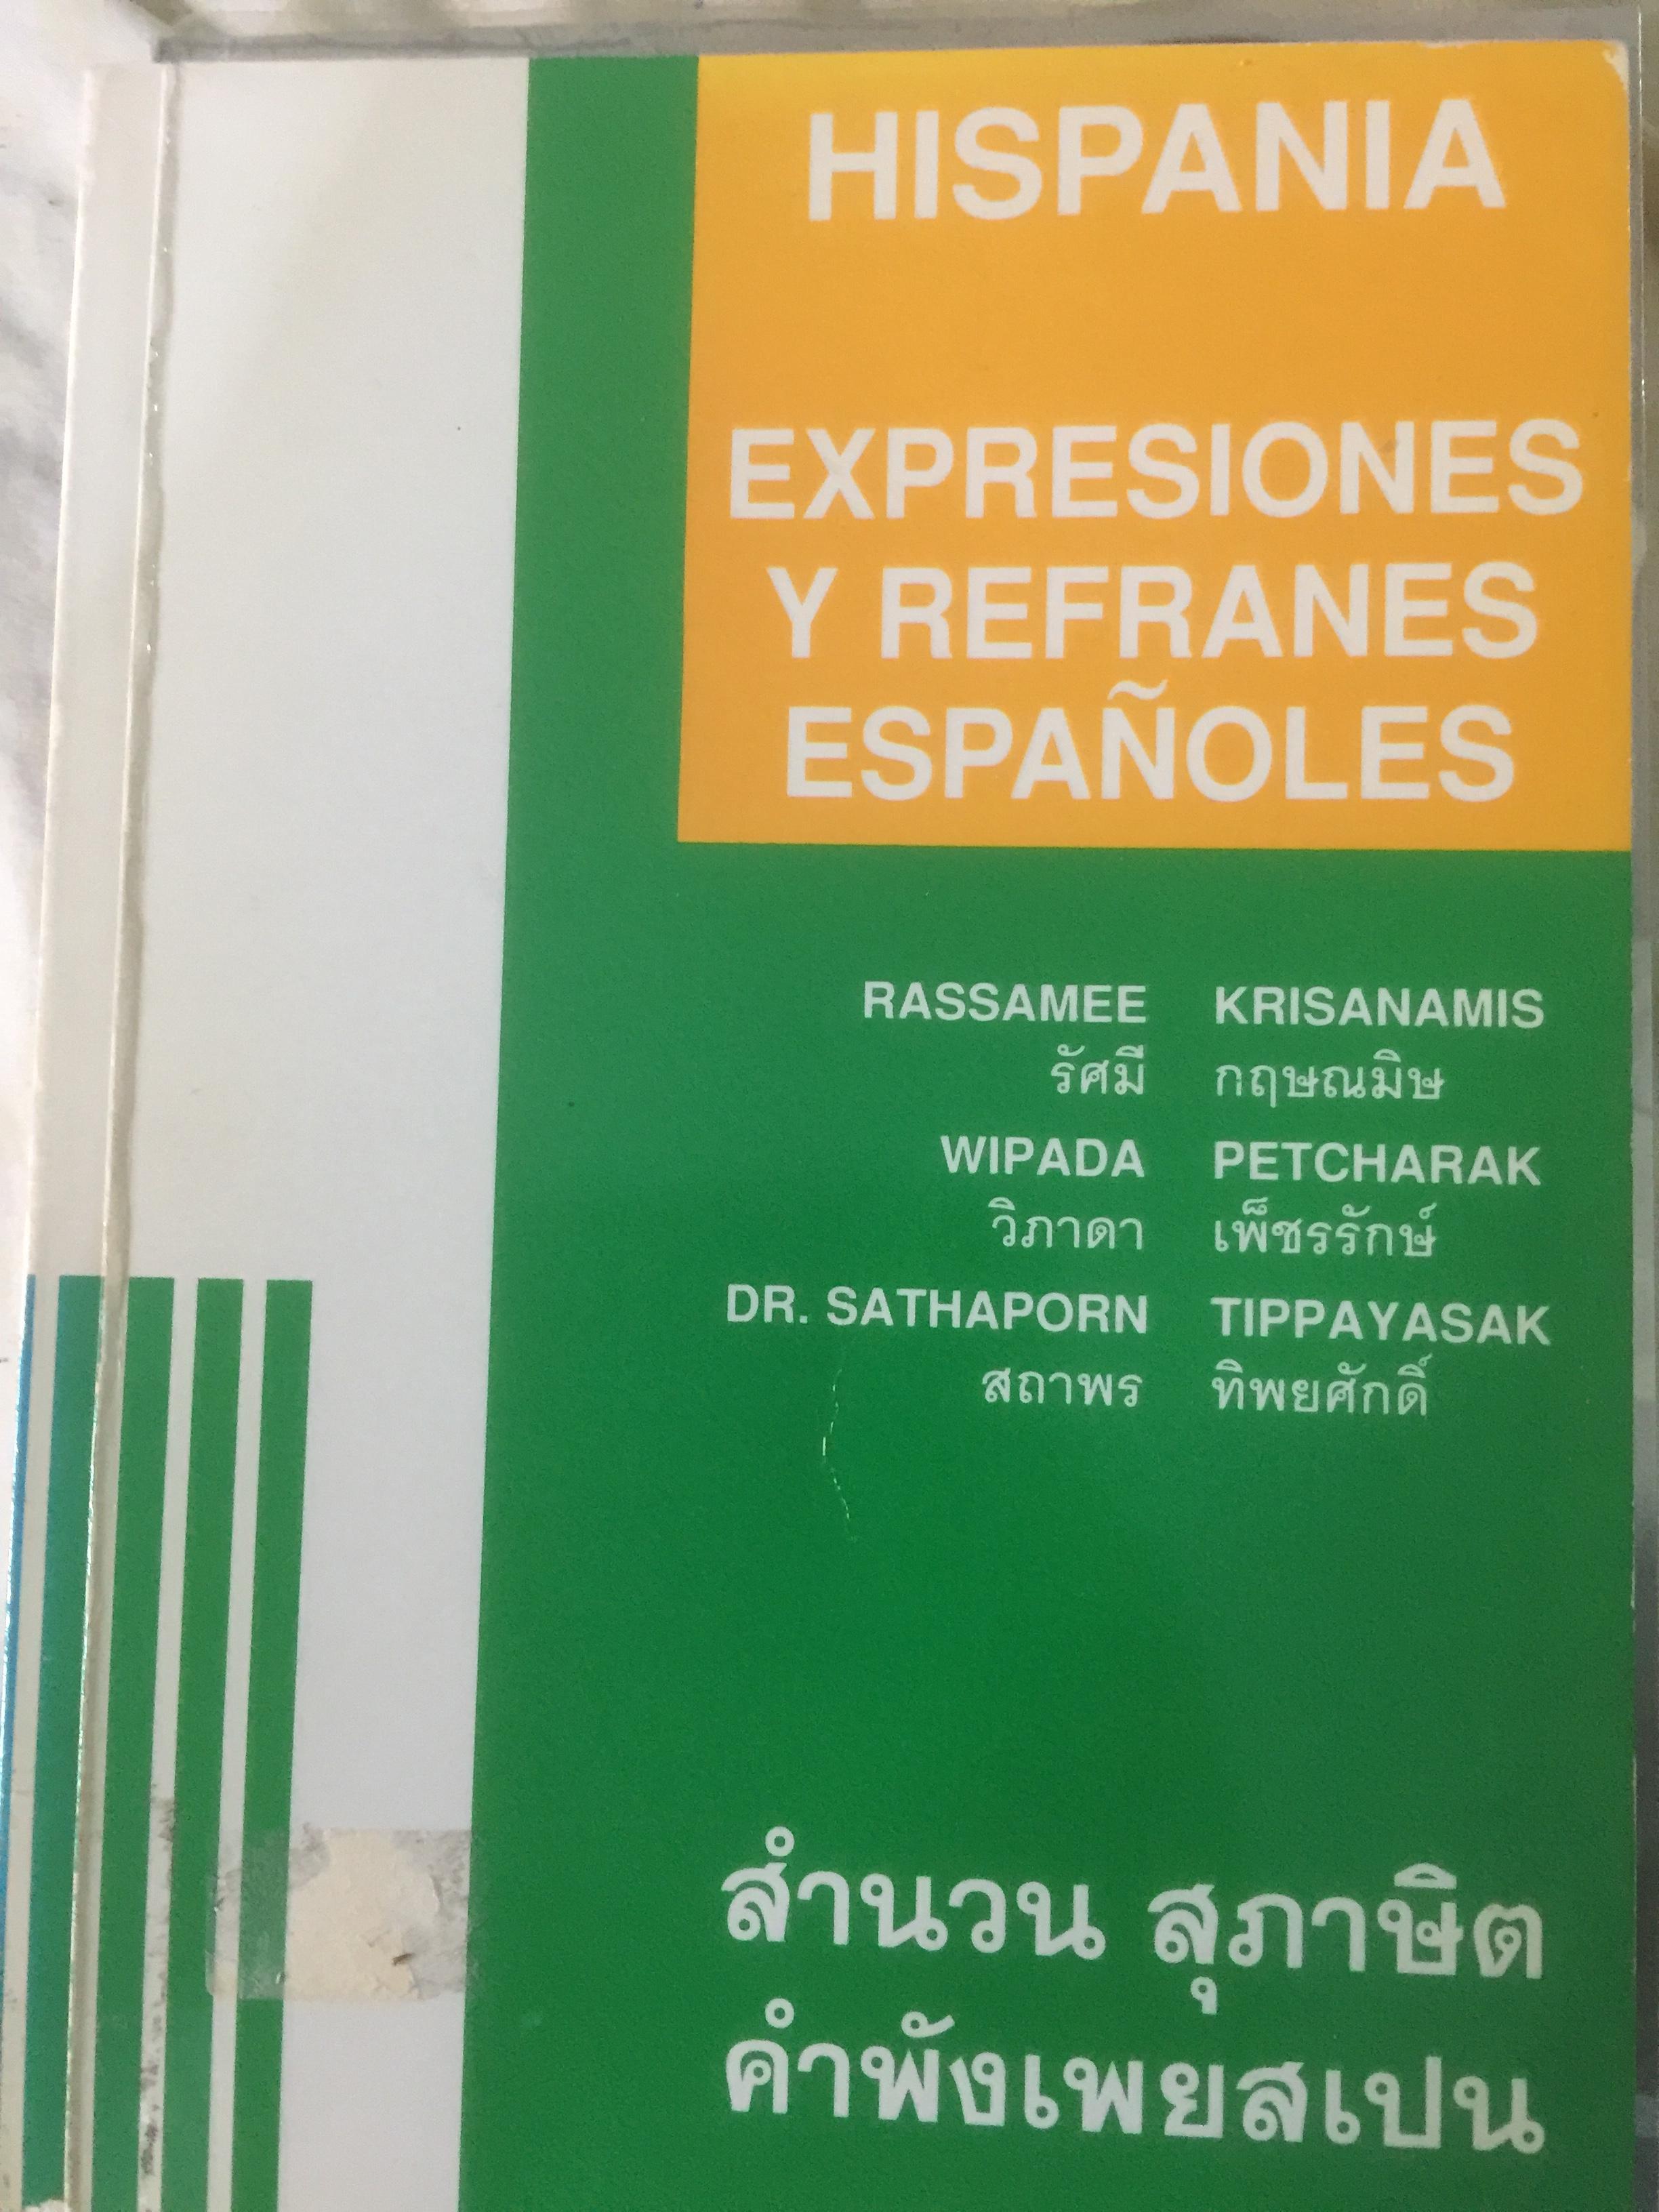 HISPANIA
EXPRESIONES
Y REFRANES
ESPAÑOLES
RASSAMEE KRISANAMIS
รัศมี กฤษณมิษ
WIPADA PETCHARAK
วิภาดา เพ็ชรรักษ์
DR. SATHAPORN TIPPAYASAK
สถาพร ทิพยศักดิ์
สำนวน สุภาษิต
คำพังเพยสเปน